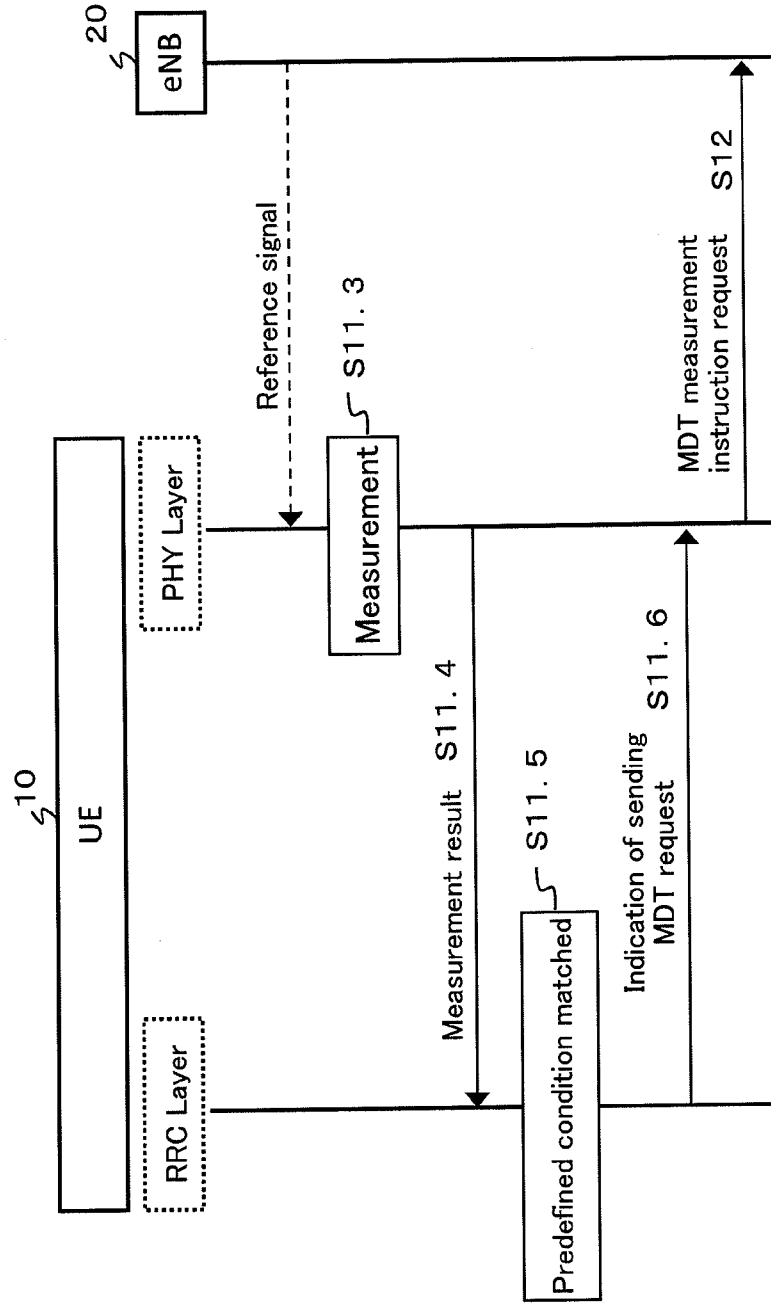 10
UE
20
eNB
RRC Layer
PHY Layer
Reference signal
Measurement
S11. 3
Measurement result S11. 4
Predefined condition matched
S11. 5
Indication of sending
MDT request S11. 6
MDT measurement
instruction request S12